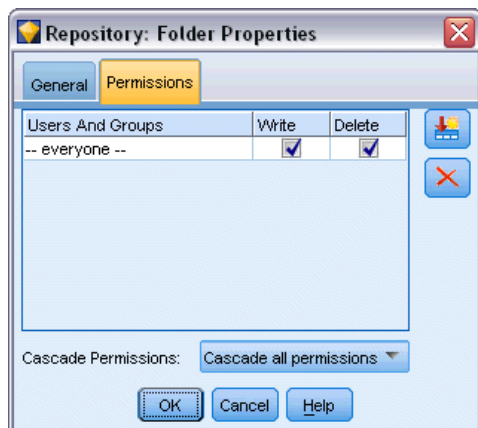 Repository: Folder Properties
General Permissions
Users And Groups Write Delete
-- everyone --
Cascade Permissions: Cascade all permissions
OK Cancel Help